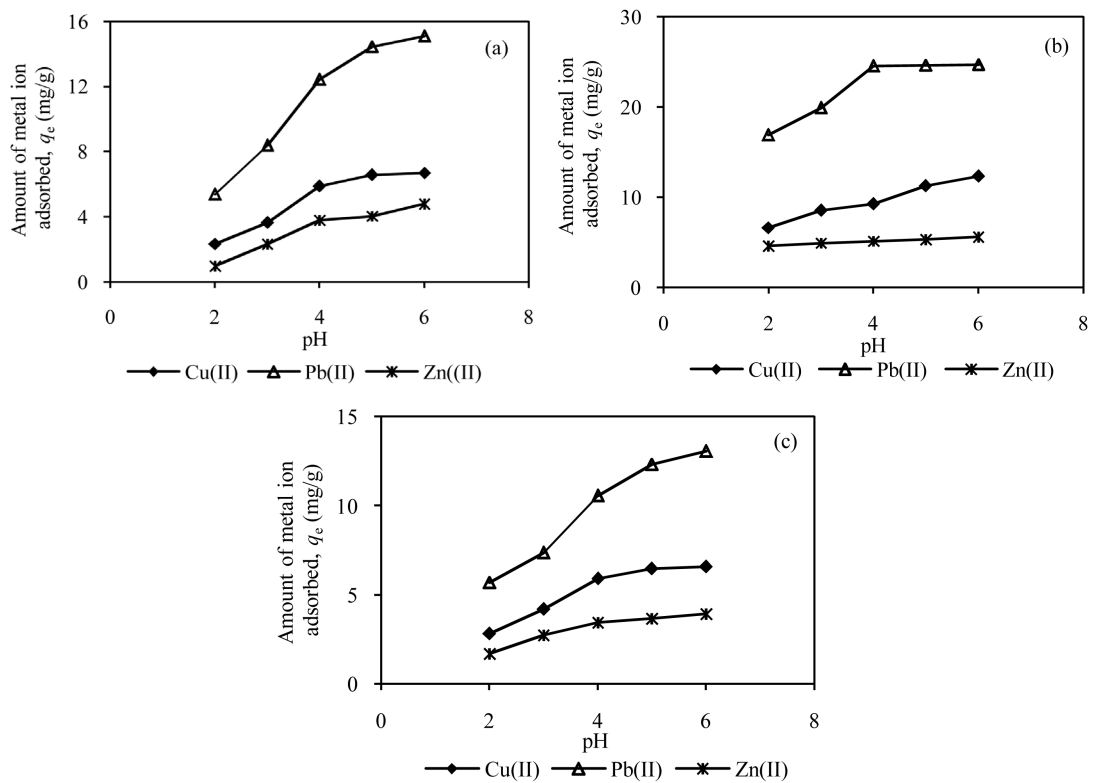 Amount of metal ion
adsorbed, qe (mg/g)
16
12
8
4
0
(a)
0 2 4 6 8
pH
Cu(II) Pb(II) Zn((II)
Amount of metal ion
adsorbed, qe (mg/g)
30
20
10
0
(b)
0 2 4 6 8
pH
Cu(II) Pb(II) Zn(II)
Amount of metal ion
adsorbed, qe (mg/g)
15
10
5
0
(c)
0 2 4 6 8
pH
Cu(II) Pb(II) Zn(II)